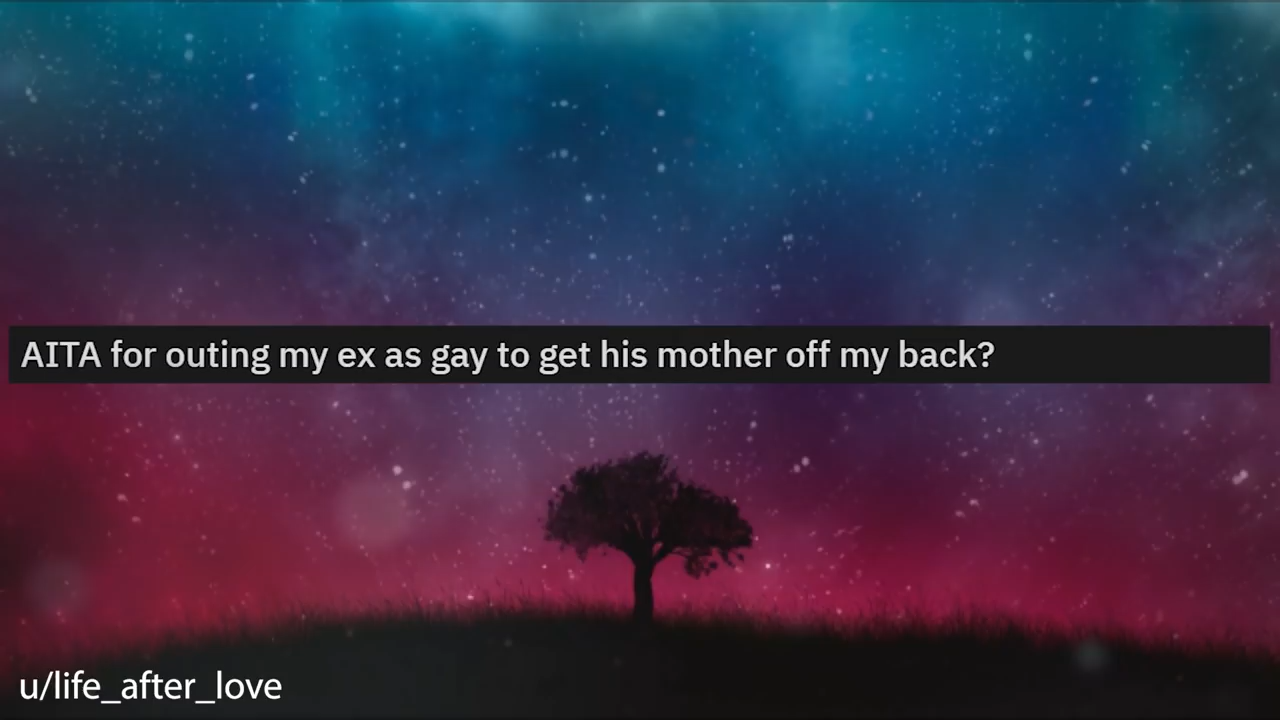 AITA for outing my ex as gay to get his mother off my back?
u/life_after_love